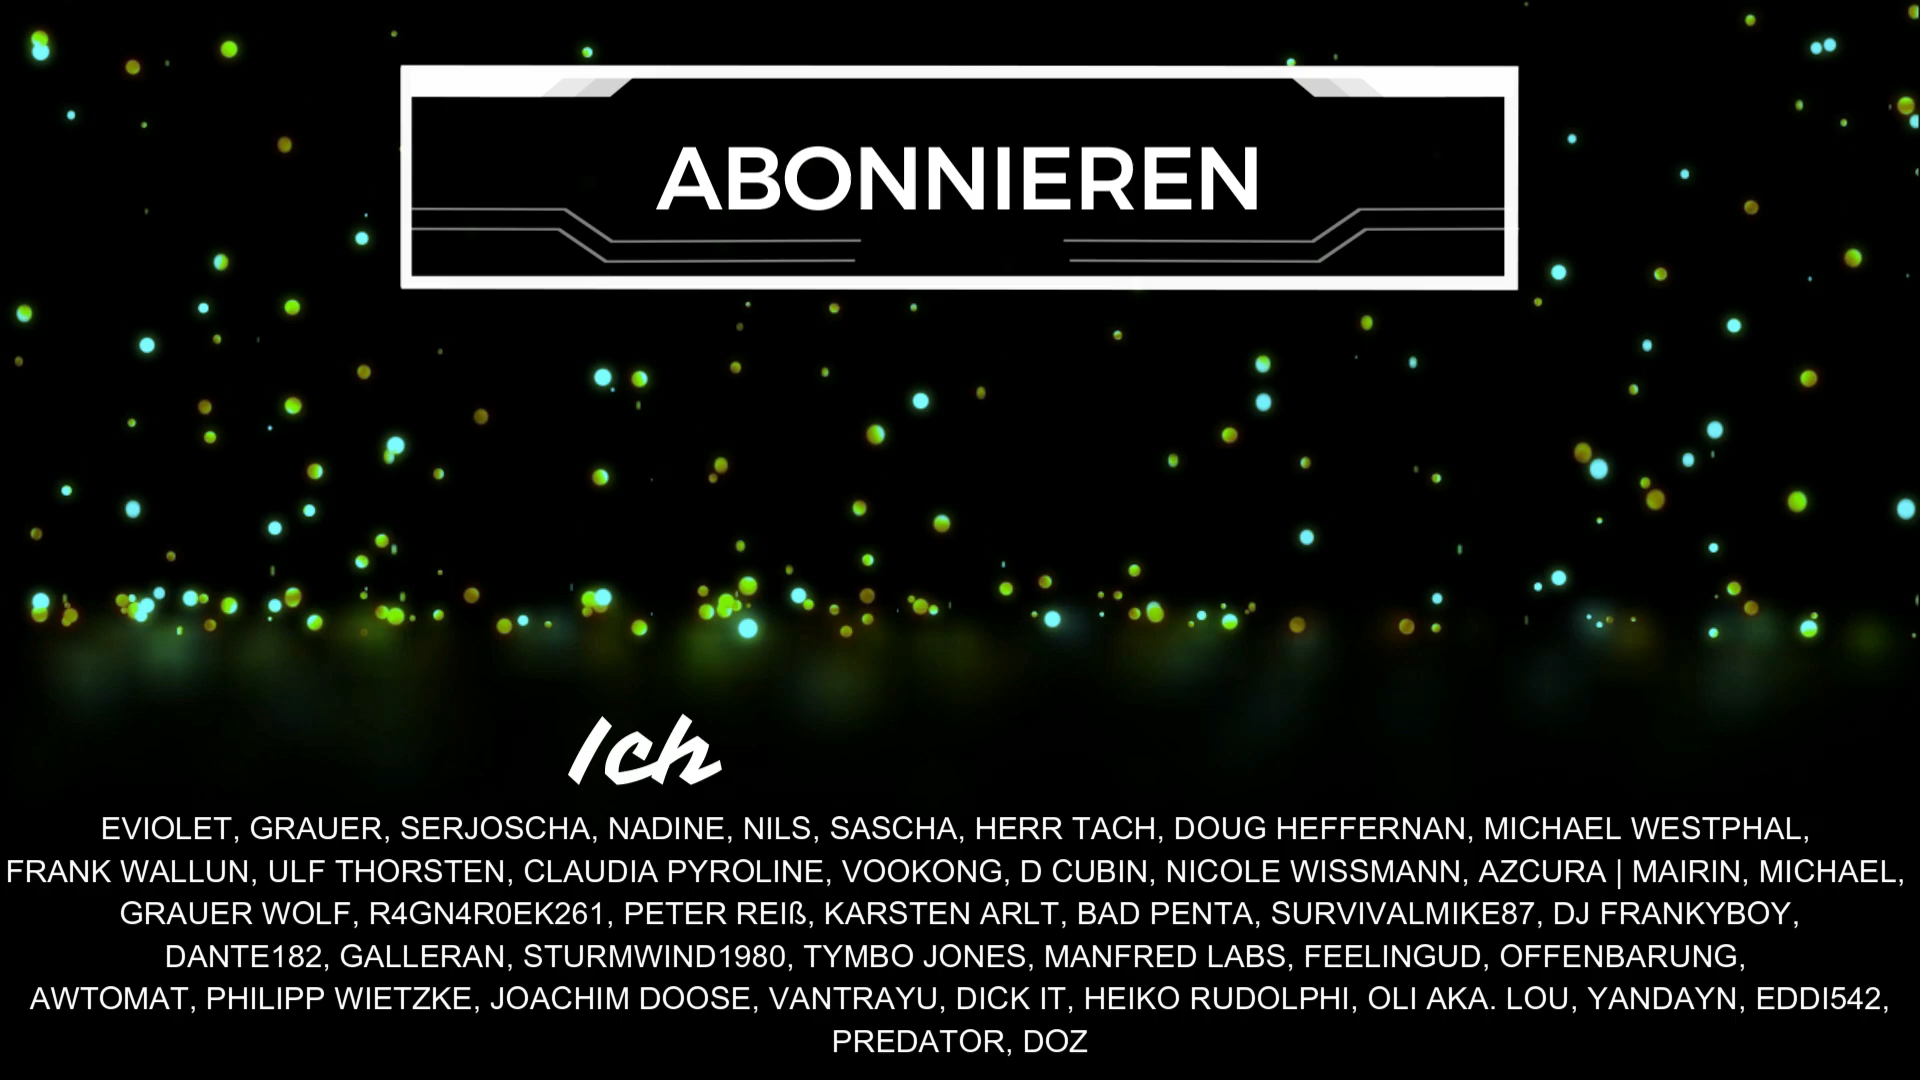 ABONNIEREN
Ich
EVIOLET, GRAUER, SERJOSCHA, NADINE, NILS, SASCHA, HERR TACH, DOUG HEFFERNAN, MICHAEL WESTPHAL,
FRANK WALLUN, ULF THORSTEN, CLAUDIA PYROLINE, VOOKONG, D CUBIN, NICOLE WISSMANN, AZCURA | MAIRIN, MICHAEL,
GRAUER WOLF, R4GN4R0EK261, PETER REIß, KARSTEN ARLT, BAD PENTA, SURVIVALMIKE87, DJ FRANKYBOY,
DANTE182, GALLERAN, STURMWIND1980, TYMBO JONES, MANFRED LABS, FEELINGUD, OFFENBARUNG,
AWTOMAT, PHILIPP WIETZKE, JOACHIM DOOSE, VANTRAYU, DICK IT, HEIKO RUDOLPHI, OLI AKA. LOU, YANDAYN, EDDI542,
PREDATOR, DOZ